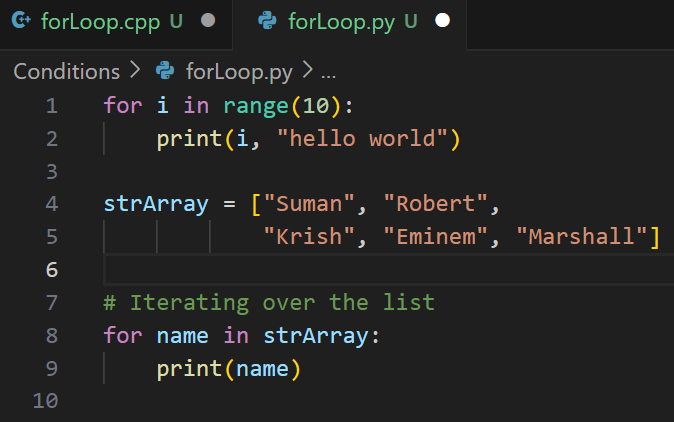 forLoop.cpp U forLoop.py U
Conditions > forLoop.py > ...
1 for i in range(10):
2     print(i, "hello world")
3
4 strArray = ["Suman", "Robert",
5             "Krish", "Eminem", "Marshall"]
6
7 # Iterating over the list
8 for name in strArray:
9     print(name)
10